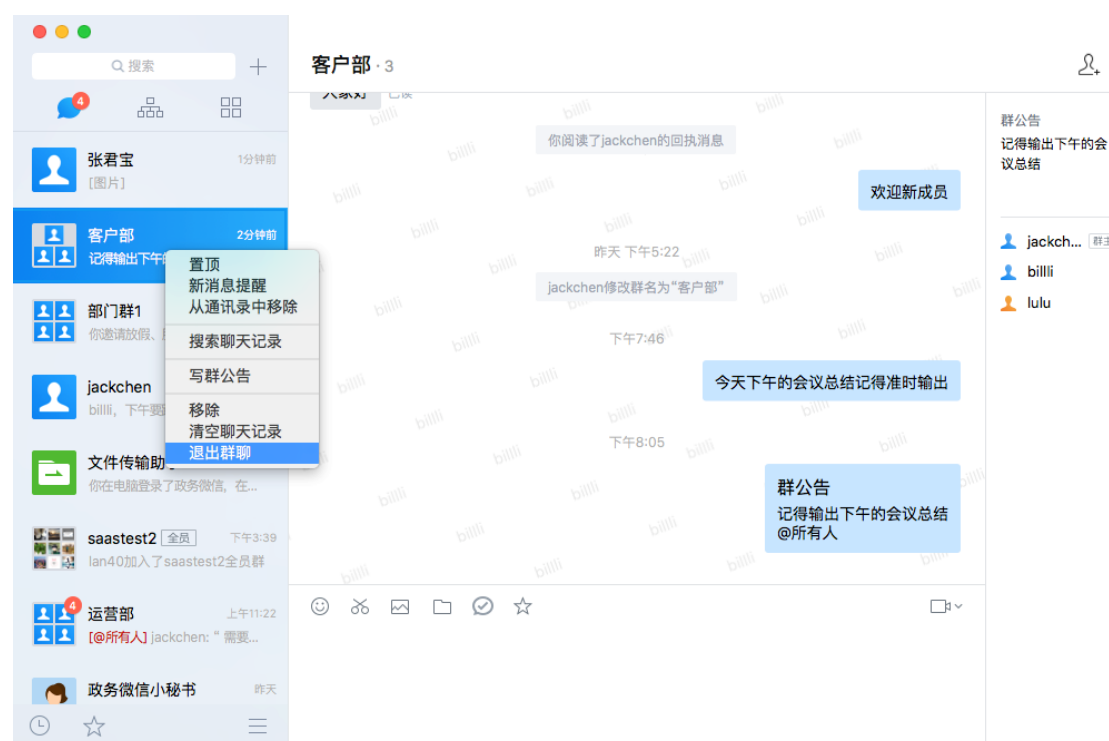 搜索
4
张君宝
1分钟前
[图片]
客户部
2分钟前
记得输出下午
部门群1
你邀请放假、
jackchen
billli，下午要
文件传输助
你在电脑登录了政务微信，在...
saastest2 全员
下午3:39
lan40加入了saastest2全员群
4
运营部
上午11:22
[@所有人] jackchen: “ 需要...
政务微信小秘书
昨天
置顶
新消息提醒
从通讯录中移除
搜索聊天记录
写群公告
移除
清空聊天记录
退出群聊
客户部 · 3
大家好
已读
你阅读了jackchen的回执消息
欢迎新成员
昨天 下午5:22
jackchen修改群名为“客户部”
下午7:46
今天下午的会议总结记得准时输出
下午8:05
群公告
记得输出下午的会议总结
@所有人
billli
群公告
记得输出下午的会
议总结
jackch... 群主
billli
lulu